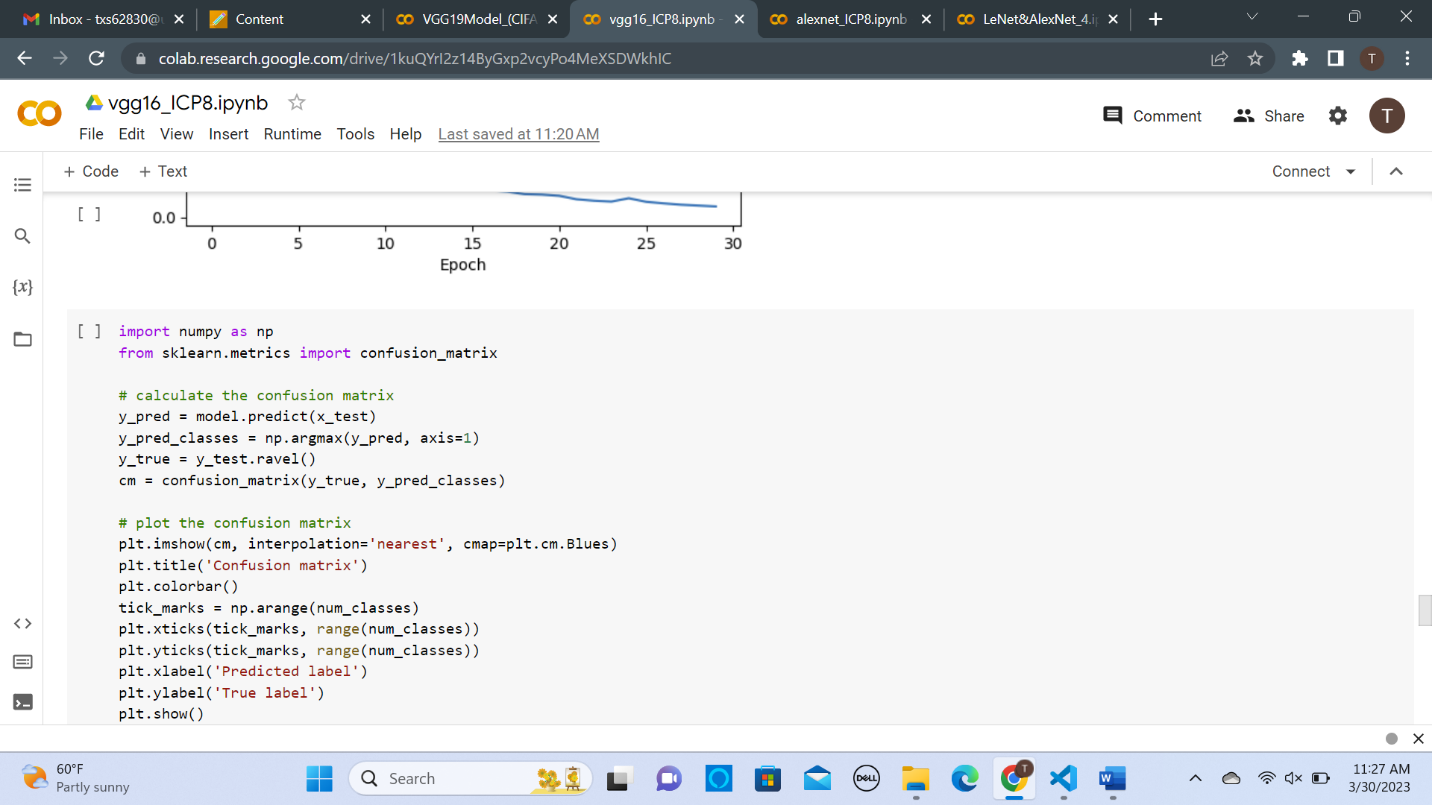 Inbox - txs62830@u
Content
VGG19Model_(CIFA
vgg16_ICP8.ipynb -
alexnet_ICP8.ipynb
LeNet&AlexNet_4.i
colab.research.google.com/drive/1kuQYrI2z14ByGxp2vcyPo4MeXSDWkhIC
T
vgg16_ICP8.ipynb
Comment
Share
T
File Edit View Insert Runtime Tools Help Last saved at 11:20 AM
+ Code + Text
Connect
[ ]
0.0
0 5 10 15 20 25 30
Epoch
{x}
[ ] import numpy as np
from sklearn.metrics import confusion_matrix
# calculate the confusion matrix
y_pred = model.predict(x_test)
y_pred_classes = np.argmax(y_pred, axis=1)
y_true = y_test.ravel()
cm = confusion_matrix(y_true, y_pred_classes)
# plot the confusion matrix
plt.imshow(cm, interpolation='nearest', cmap=plt.cm.Blues)
plt.title('Confusion matrix')
plt.colorbar()
tick_marks = np.arange(num_classes)
plt.xticks(tick_marks, range(num_classes))
plt.yticks(tick_marks, range(num_classes))
plt.xlabel('Predicted label')
plt.ylabel('True label')
plt.show()
60°F
Partly sunny
Search
DELL
T
W
11:27 AM
3/30/2023